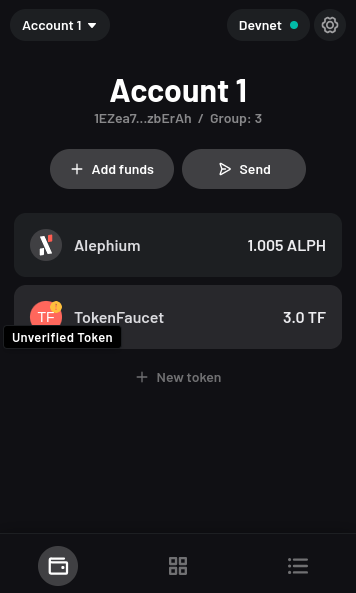 Account 1
Devnet
Account 1
1EZea7...zbErAh / Group: 3
Add funds
Send
Alephium
1.005 ALPH
TF
TokenFaucet
3.0 TF
Unverified Token
New token